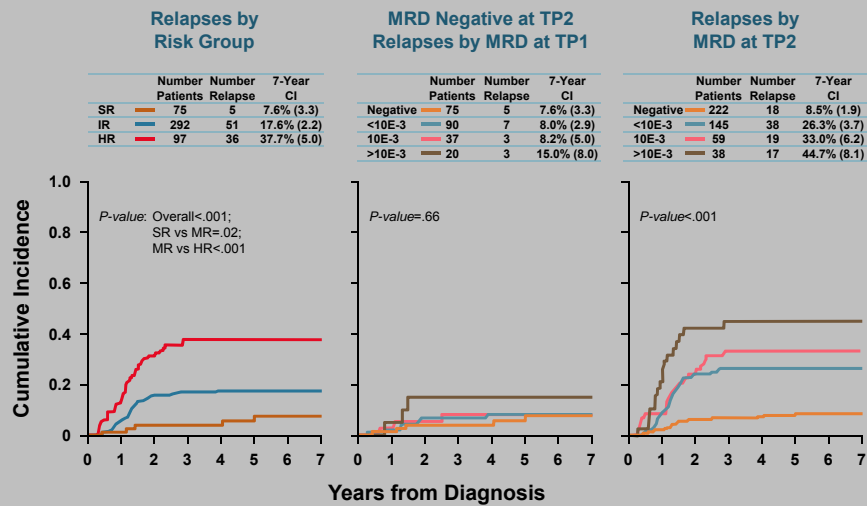 Relapses by
Risk Group
Number Number 7-Year
Patients Relapse CI
SR 75 5 7.6% (3.3)
IR 292 51 17.6% (2.2)
HR 97 36 37.7% (5.0)
MRD Negative at TP2
Relapses by MRD at TP1
Number Number 7-Year
Patients Relapse CI
Negative 75 5 7.6% (3.3)
<10E-3 90 7 8.0% (2.9)
10E-3 37 3 8.2% (5.0)
>10E-3 20 3 15.0% (8.0)
Relapses by
MRD at TP2
Number Number 7-Year
Patients Relapse CI
Negative 222 18 8.5% (1.9)
<10E-3 145 38 26.3% (3.7)
10E-3 59 19 33.0% (6.2)
>10E-3 38 17 44.7% (8.1)
Cumulative Incidence
1.0
0.8
0.6
0.4
0.2
0
P-value: Overall<.001;
SR vs MR=.02;
MR vs HR<.001
0 1 2 3 4 5 6 7
P-value=.66
0 1 2 3 4 5 6 7
P-value<.001
0 1 2 3 4 5 6 7
Years from Diagnosis